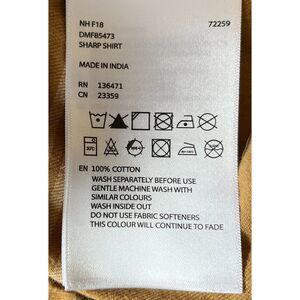 NH F18 72259
DMF85473
SHARP SHIRT
MADE IN INDIA
RN 136471
CN 23359
30°C
EN 100% COTTON
WASH SEPARATELY BEFORE USE
GENTLE MACHINE WASH WITH
SIMILAR COLOURS
WASH INSIDE OUT
DO NOT USE FABRIC SOFTENERS
THIS COLOUR WILL CONTINUE TO FADE